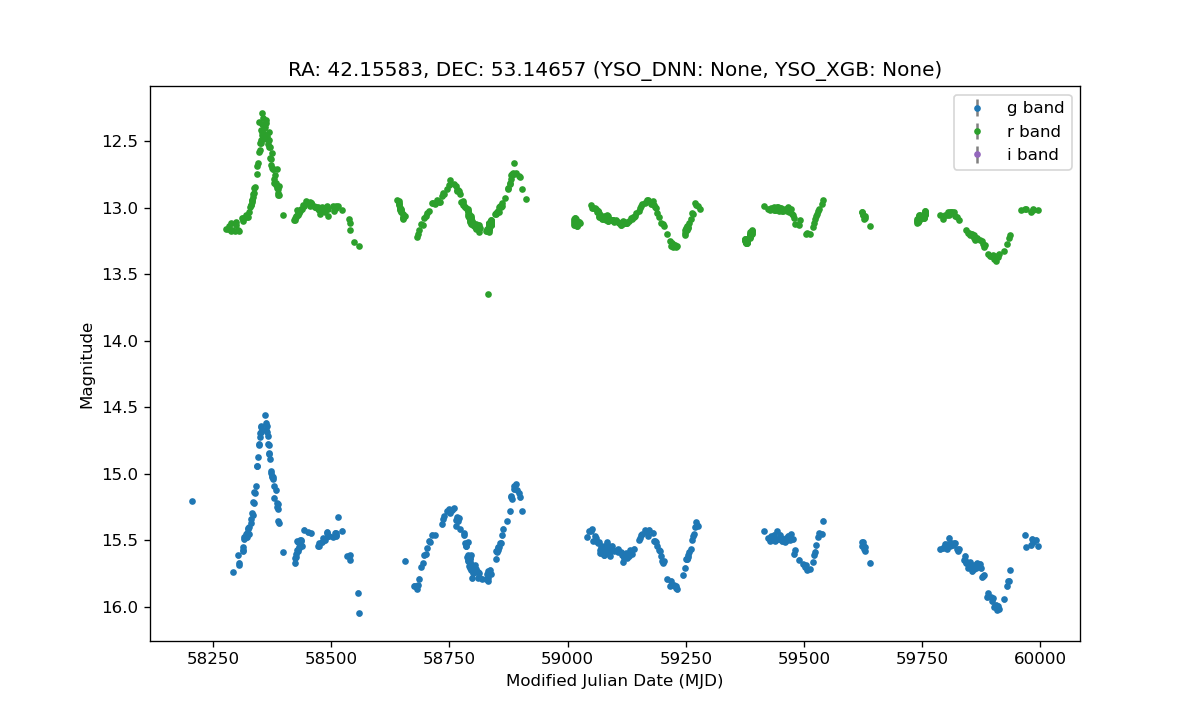 RA: 42.15583, DEC: 53.14657 (YSO_DNN: None, YSO_XGB: None)
g band
r band
i band
12.5
13.0
13.5
14.0
14.5
15.0
15.5
16.0
Magnitude
58250 58500 58750 59000 59250 59500 59750 60000
Modified Julian Date (MJD)